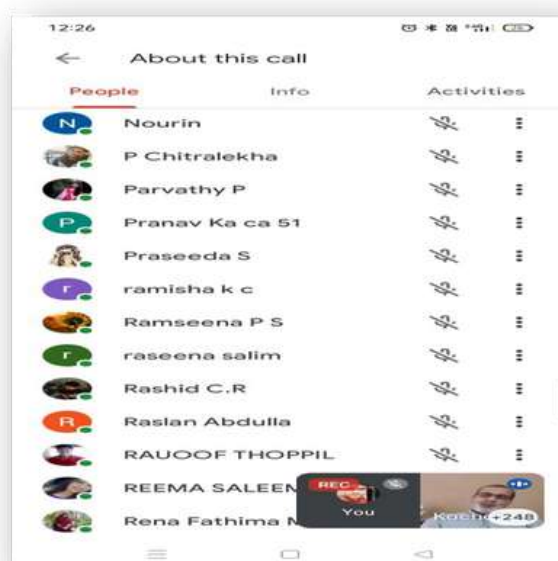 12:26
About this call
People Info Activities
N Nourin
P Chitralekha
Parvathy P
P Pranav Ka ca 51
Praseeda S
r ramisha k c
Ramseena P S
r raseena salim
Rashid C.R
R Raslan Abdulla
RAUOOF THOPPIL
REEMA SALEEM
REC
Rena Fathima M
You
+248